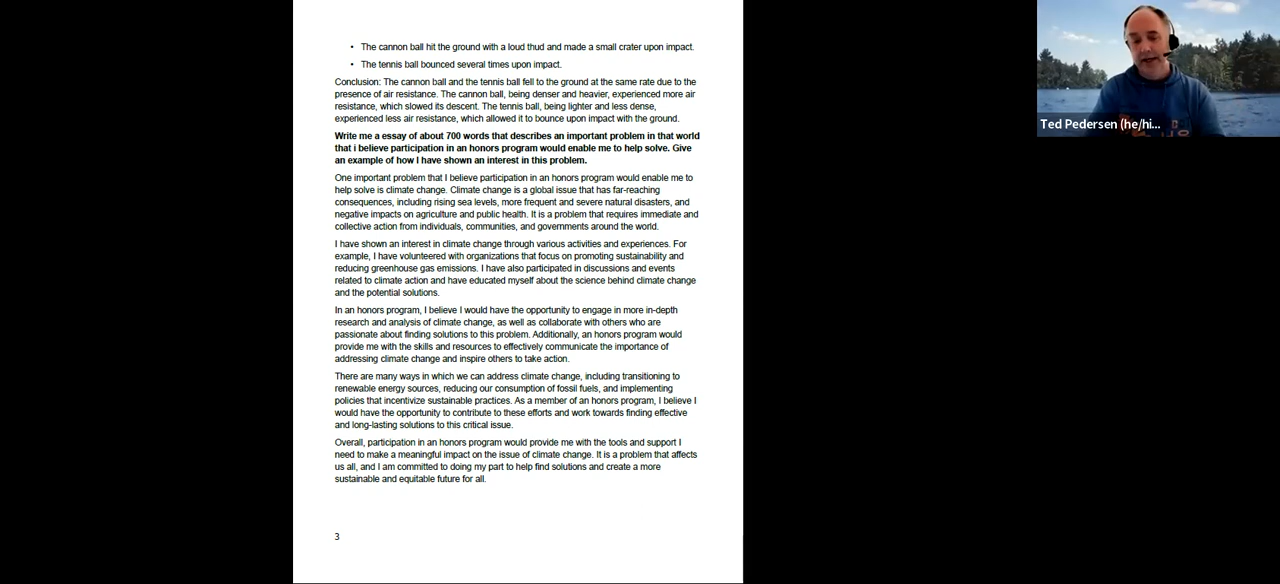 • The cannon ball hit the ground with a loud thud and made a small crater upon impact.
• The tennis ball bounced several times upon impact.
Conclusion: The cannon ball and the tennis ball fell to the ground at the same rate due to the
presence of air resistance. The cannon ball, being denser and heavier, experienced more air
resistance, which slowed its descent. The tennis ball, being lighter and less dense,
experienced less air resistance, which allowed it to bounce upon impact with the ground.
Write me a essay of about 700 words that describes an important problem in that world
that i believe participation in an honors program would enable me to help solve. Give
an example of how I have shown an interest in this problem.
One important problem that I believe participation in an honors program would enable me to
help solve is climate change. Climate change is a global issue that has far-reaching
consequences, including rising sea levels, more frequent and severe natural disasters, and
negative impacts on agriculture and public health. It is a problem that requires immediate and
collective action from individuals, communities, and governments around the world.
I have shown an interest in climate change through various activities and experiences. For
example, I have volunteered with organizations that focus on promoting sustainability and
reducing greenhouse gas emissions. I have also participated in discussions and events
related to climate action and have educated myself about the science behind climate change
and the potential solutions.
In an honors program, I believe I would have the opportunity to engage in more in-depth
research and analysis of climate change, as well as collaborate with others who are
passionate about finding solutions to this problem. Additionally, an honors program would
provide me with the skills and resources to effectively communicate the importance of
addressing climate change and inspire others to take action.
There are many ways in which we can address climate change, including transitioning to
renewable energy sources, reducing our consumption of fossil fuels, and implementing
policies that incentivize sustainable practices. As a member of an honors program, I believe I
would have the opportunity to contribute to these efforts and work towards finding effective
and long-lasting solutions to this critical issue.
Overall, participation in an honors program would provide me with the tools and support I
need to make a meaningful impact on the issue of climate change. It is a problem that affects
us all, and I am committed to doing my part to help find solutions and create a more
sustainable and equitable future for all.
3
Ted Pedersen (he/hi...